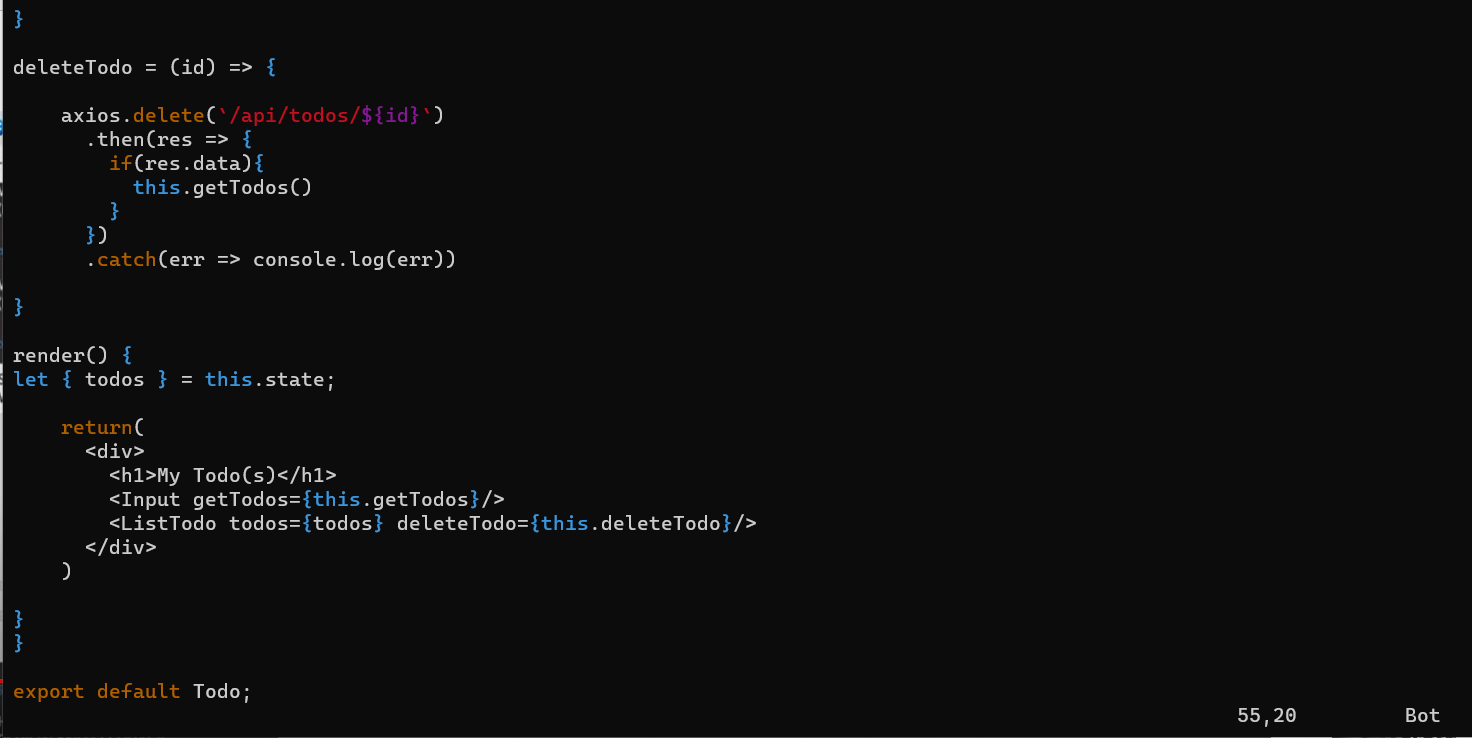 }

deleteTodo = (id) => {

    axios.delete(`/api/todos/${id}`)
      .then(res => {
        if(res.data){
          this.getTodos()
        }
      })
      .catch(err => console.log(err))

}

render() {
let { todos } = this.state;

    return(
      <div>
        <h1>My Todo(s)</h1>
        <Input getTodos={this.getTodos}/>
        <ListTodo todos={todos} deleteTodo={this.deleteTodo}/>
      </div>
    )

}
}

export default Todo;
55,20 Bot